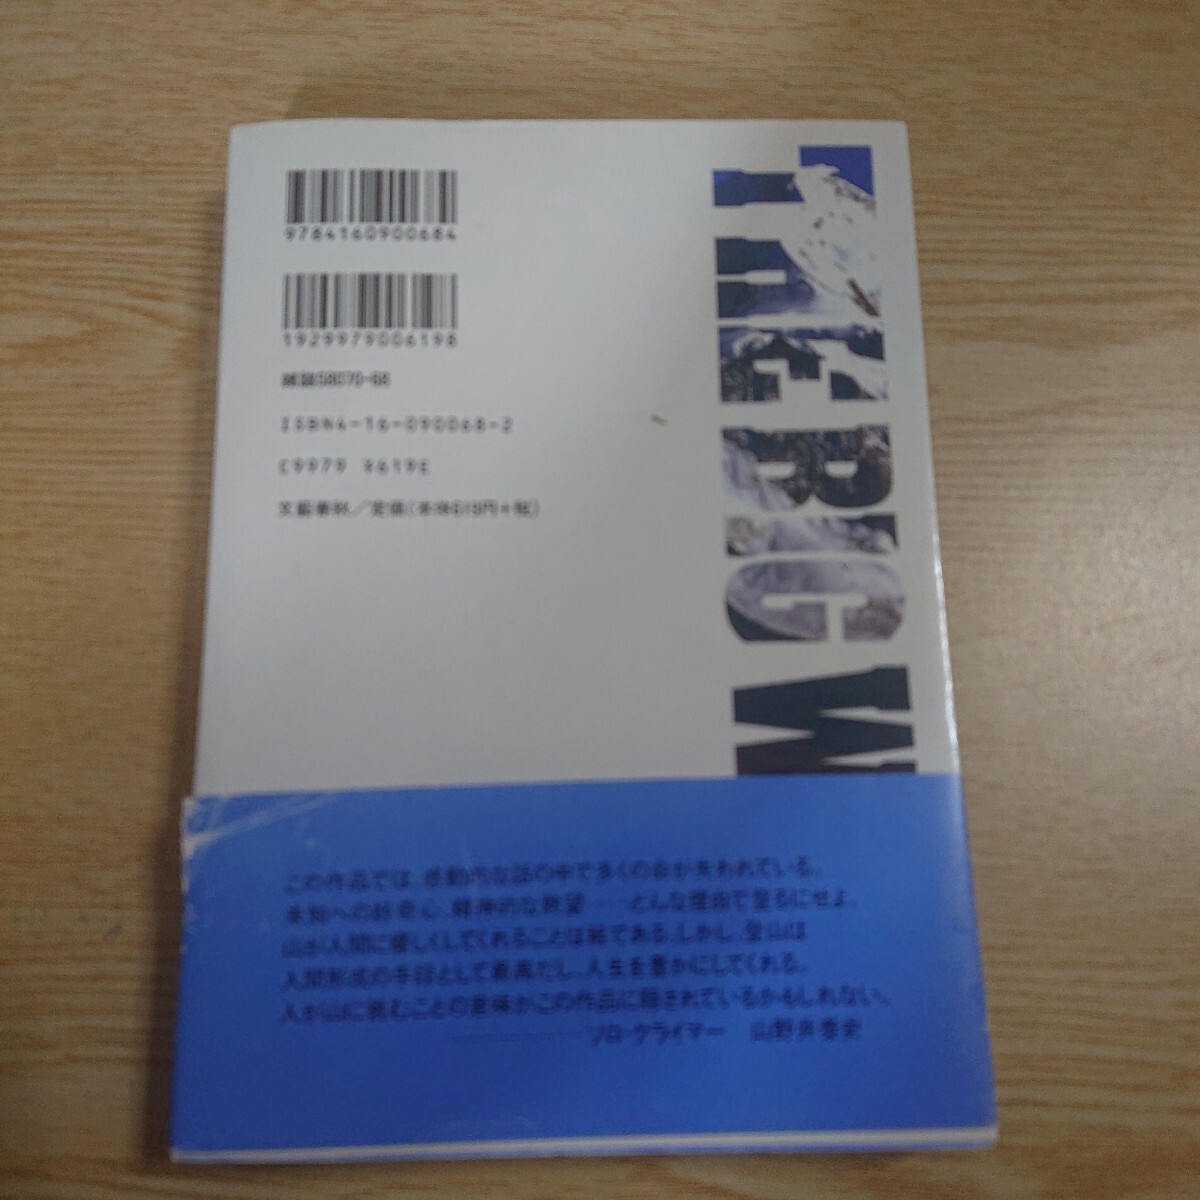 9784160900684
1929979006198
雑誌58070-68
ISBN4-16-090068-2
C9979 ¥619E
文藝春秋／定価(本体619円+税)
THE BIG W
この作品では、感動的な話の中で多くの命が失われている。
未知への好奇心、精神的な欲望──どんな理由で登るにせよ、
山が人間に優しくしてくれることは稀である。しかし、登山は
人間形成の手段として最高だし、人生を豊かにしてくれる。
人が山に挑むことの意味がこの作品に隠されているかもしれない。
ソロ・クライマー 山野井泰史